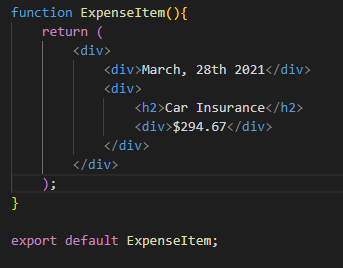 function ExpenseItem(){
    return (
        <div>
            <div>March, 28th 2021</div>
            <div>
                <h2>Car Insurance</h2>
                <div>$294.67</div>
            </div>
        </div>
    );
}

export default ExpenseItem;